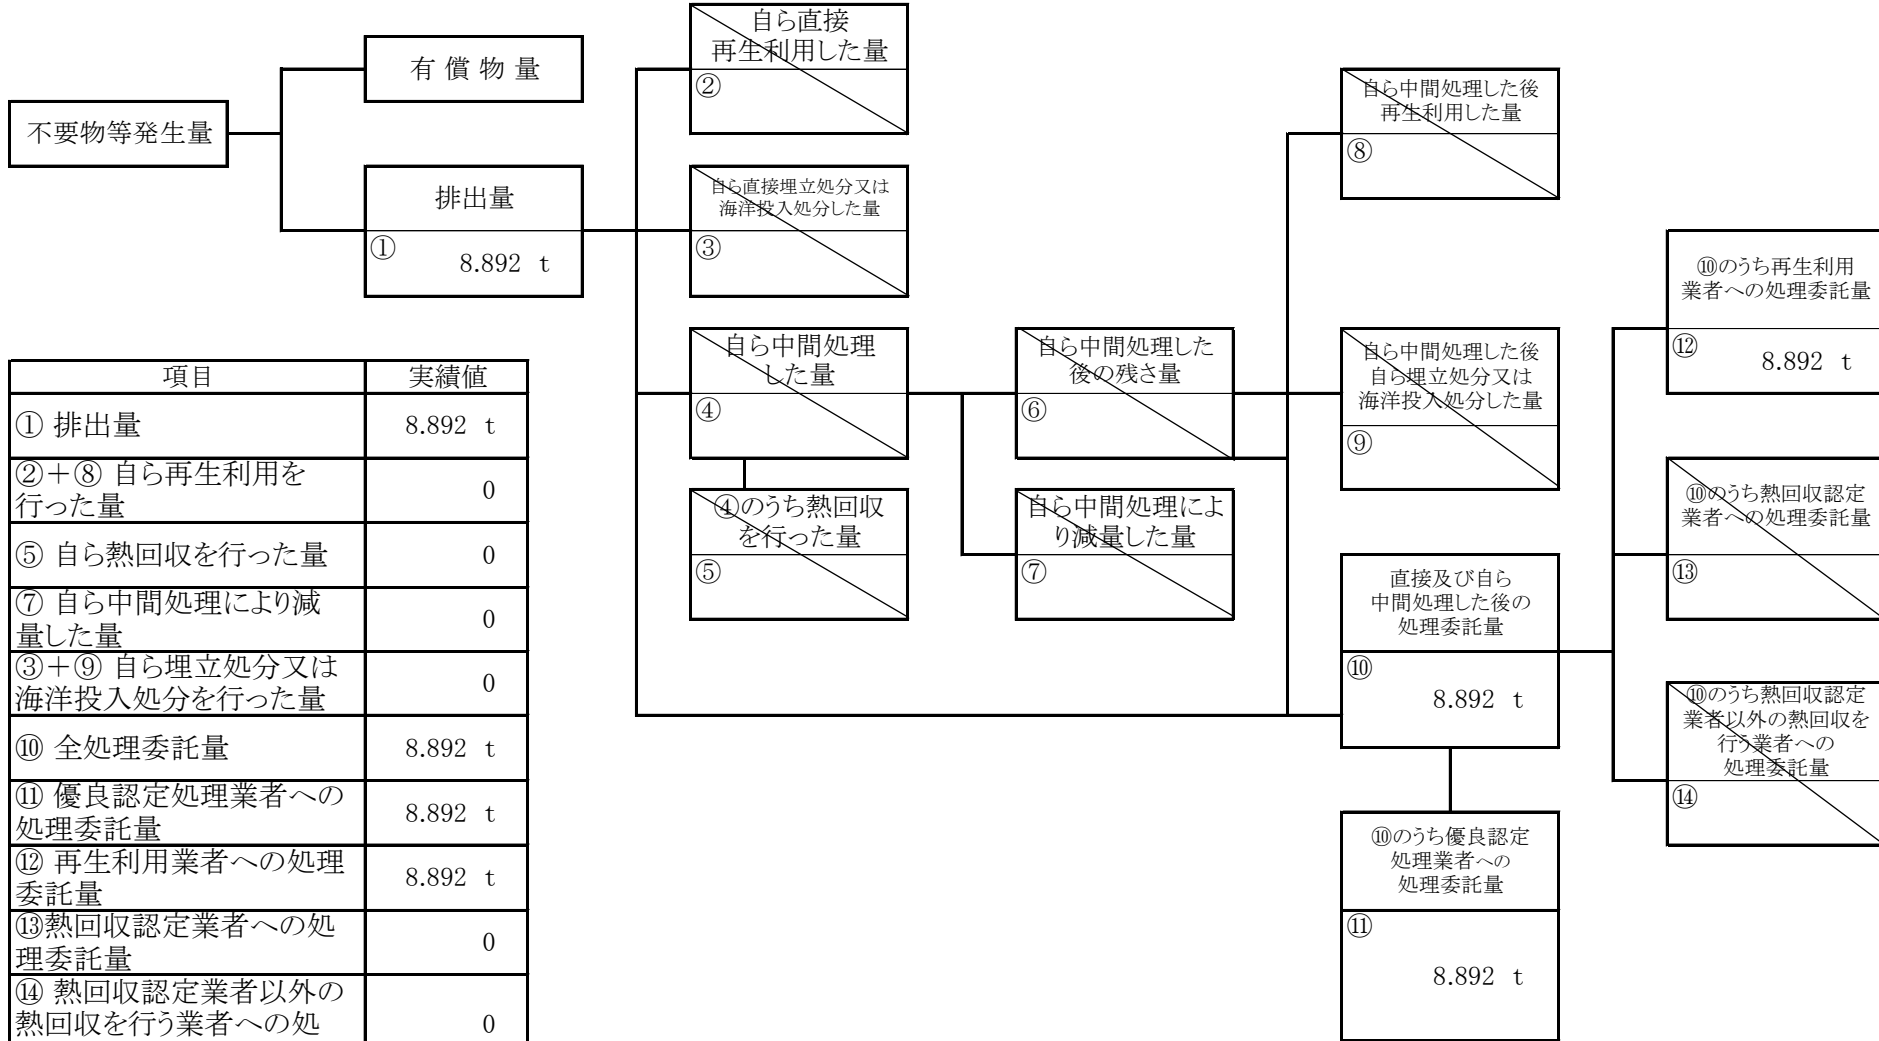 不要物等発生量
有 償 物 量
排出量
① 8.892 t
自ら直接
再生利用した量
②
自ら直接埋立処分又は
海洋投入処分した量
③
自ら中間処理
した量
④
④のうち熱回収
を行った量
⑤
自ら中間処理した
後の残さ量
⑥
自ら中間処理によ
り減量した量
⑦
自ら中間処理した後
再生利用した量
⑧
自ら中間処理した後
自ら埋立処分又は
海洋投入処分した量
⑨
直接及び自ら
中間処理した後の
処理委託量
⑩
8.892 t
⑩のうち優良認定
処理業者への
処理委託量
⑪
8.892 t
⑩のうち再生利用
業者への処理委託量
⑫
8.892 t
⑩のうち熱回収認定
業者への処理委託量
⑬
⑩のうち熱回収認定
業者以外の熱回収を
行う業者への
処理委託量
⑭
項目 実績値
① 排出量 8.892 t
②+⑧ 自ら再生利用を
行った量 0
⑤ 自ら熱回収を行った量 0
⑦ 自ら中間処理により減
量した量 0
③+⑨ 自ら埋立処分又は
海洋投入処分を行った量 0
⑩ 全処理委託量 8.892 t
⑪ 優良認定処理業者への
処理委託量 8.892 t
⑫ 再生利用業者への処理
委託量 8.892 t
⑬熱回収認定業者への処
理委託量 0
⑭ 熱回収認定業者以外の
熱回収を行う業者への処 0